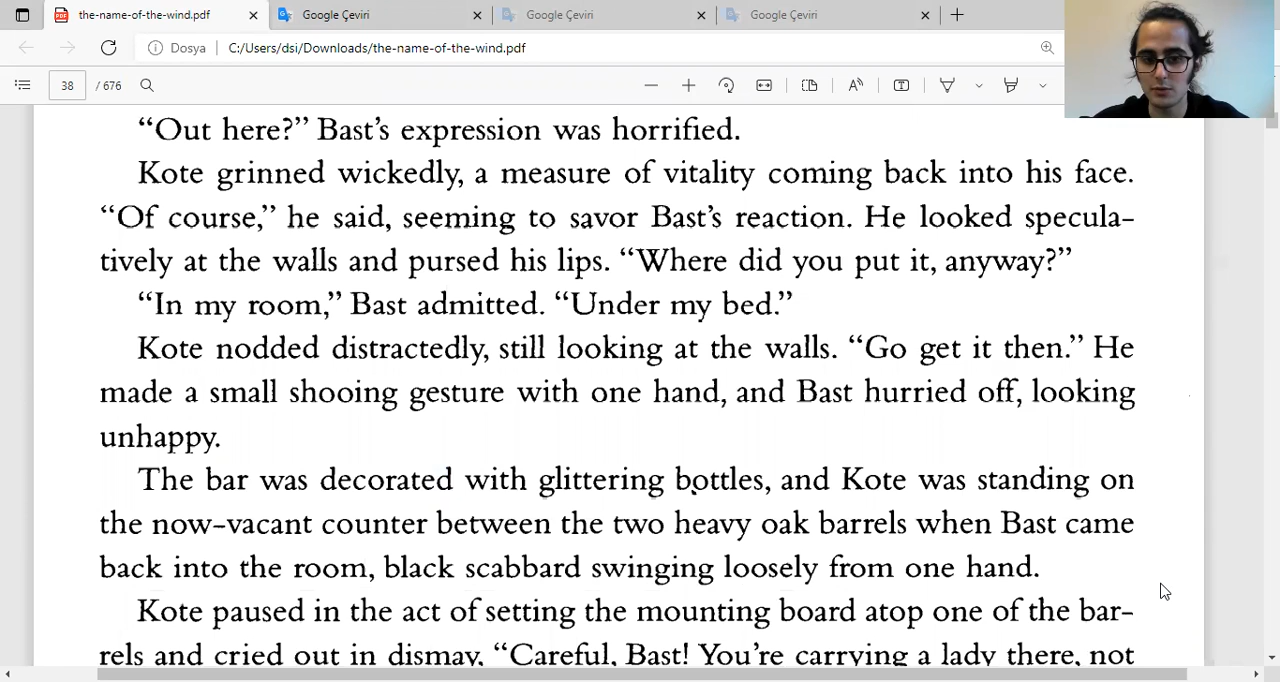 the-name-of-the-wind.pdf
Google Çeviri
Google Çeviri
Google Çeviri
Dosya C:/Users/dsi/Downloads/the-name-of-the-wind.pdf
38 / 676
“Out here?” Bast’s expression was horrified.
Kote grinned wickedly, a measure of vitality coming back into his face.
“Of course,” he said, seeming to savor Bast’s reaction. He looked specula-
tively at the walls and pursed his lips. “Where did you put it, anyway?”
“In my room,” Bast admitted. “Under my bed.”
Kote nodded distractedly, still looking at the walls. “Go get it then.” He
made a small shooing gesture with one hand, and Bast hurried off, looking
unhappy.
The bar was decorated with glittering bottles, and Kote was standing on
the now-vacant counter between the two heavy oak barrels when Bast came
back into the room, black scabbard swinging loosely from one hand.
Kote paused in the act of setting the mounting board atop one of the bar-
rels and cried out in dismay, “Careful, Bast! You’re carrying a lady there, not